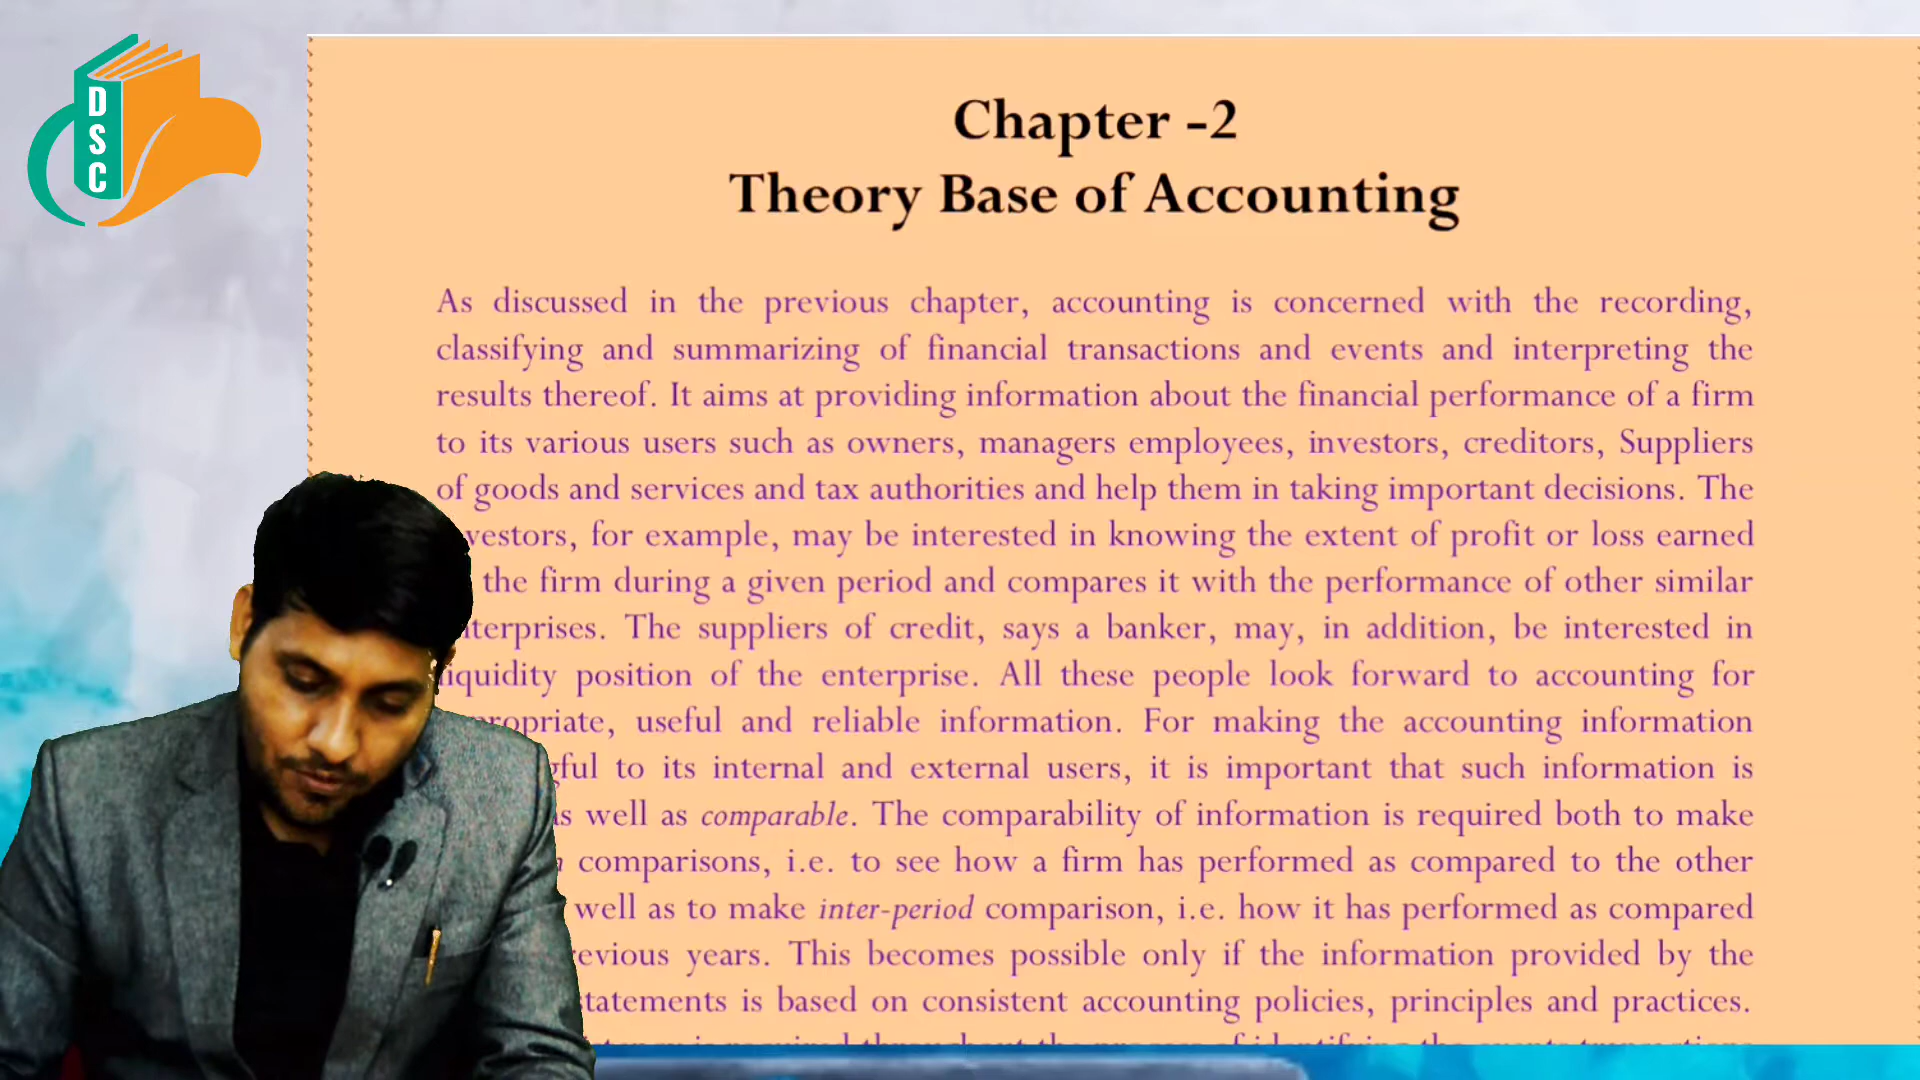 DSC
Chapter -2
Theory Base of Accounting
As discussed in the previous chapter, accounting is concerned with the recording,
classifying and summarizing of financial transactions and events and interpreting the
results thereof. It aims at providing information about the financial performance of a firm
to its various users such as owners, managers employees, investors, creditors, Suppliers
of goods and services and tax authorities and help them in taking important decisions. The
for example, may be interested in knowing the extent of profit or loss earned
the firm during a given period and compares it with the performance of other similar
The suppliers of credit, says a banker, may, in addition, be interested in
liquidity position of the enterprise. All these people look forward to accounting for
useful and reliable information. For making the accounting information
to its internal and external users, it is important that such information is
as well as comparable. The comparability of information is required both to make
comparisons, i.e. to see how a firm has performed as compared to the other
well as to make inter-period comparison, i.e. how it has performed as compared
years. This becomes possible only if the information provided by the
statements is based on consistent accounting policies, principles and practices.